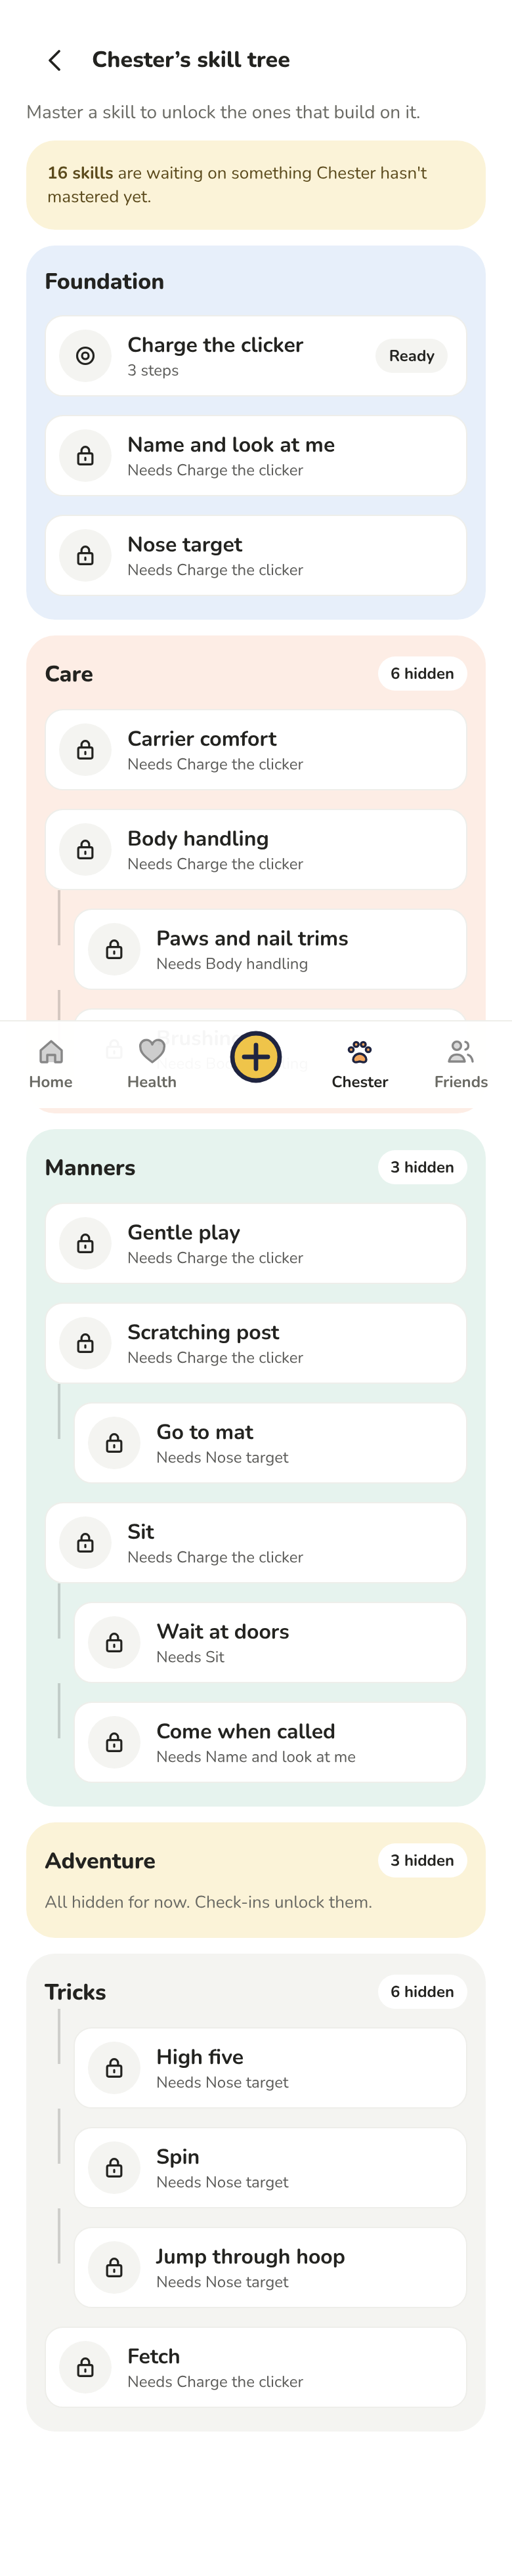 Chester’s skill tree
Master a skill to unlock the ones that build on it.
16 skills are waiting on something Chester hasn't
mastered yet.
Foundation
Charge the clicker
3 steps
Ready
Name and look at me
Needs Charge the clicker
Nose target
Needs Charge the clicker
Care
6 hidden
Carrier comfort
Needs Charge the clicker
Body handling
Needs Charge the clicker
Paws and nail trims
Needs Body handling
Home
Health
Chester
Friends
Manners
3 hidden
Gentle play
Needs Charge the clicker
Scratching post
Needs Charge the clicker
Go to mat
Needs Nose target
Sit
Needs Charge the clicker
Wait at doors
Needs Sit
Come when called
Needs Name and look at me
Adventure
3 hidden
All hidden for now. Check-ins unlock them.
Tricks
6 hidden
High five
Needs Nose target
Spin
Needs Nose target
Jump through hoop
Needs Nose target
Fetch
Needs Charge the clicker